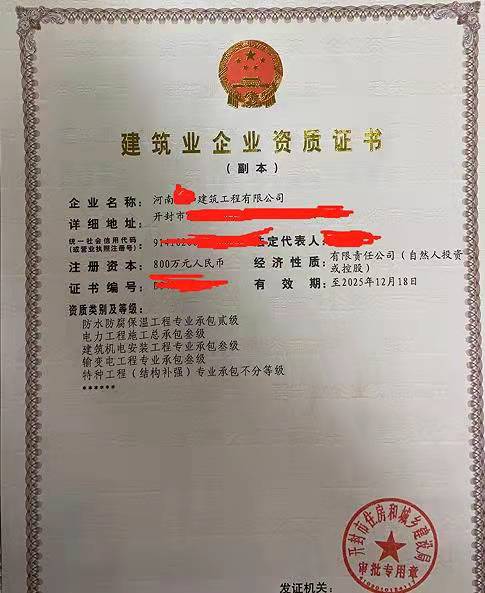 建筑业企业资质证书
(副本)
企业名称：河南 建筑工程有限公司
详细地址：开封市
统一社会信用代码
(或营业执照注册号)：
定代表人：
注册资本：800万元人民币
经济性质：有限责任公司（自然人投资
或控股）
证书编号：
有效期：至2025年12月18日
资质类别及等级：
防水防腐保温工程专业承包贰级
电力工程施工总承包叁级
建筑机电安装工程专业承包叁级
输变电工程专业承包叁级
特种工程（结构补强）专业承包不分等级
******
开封市住房和城乡建设局
审批专用章
发证机关：